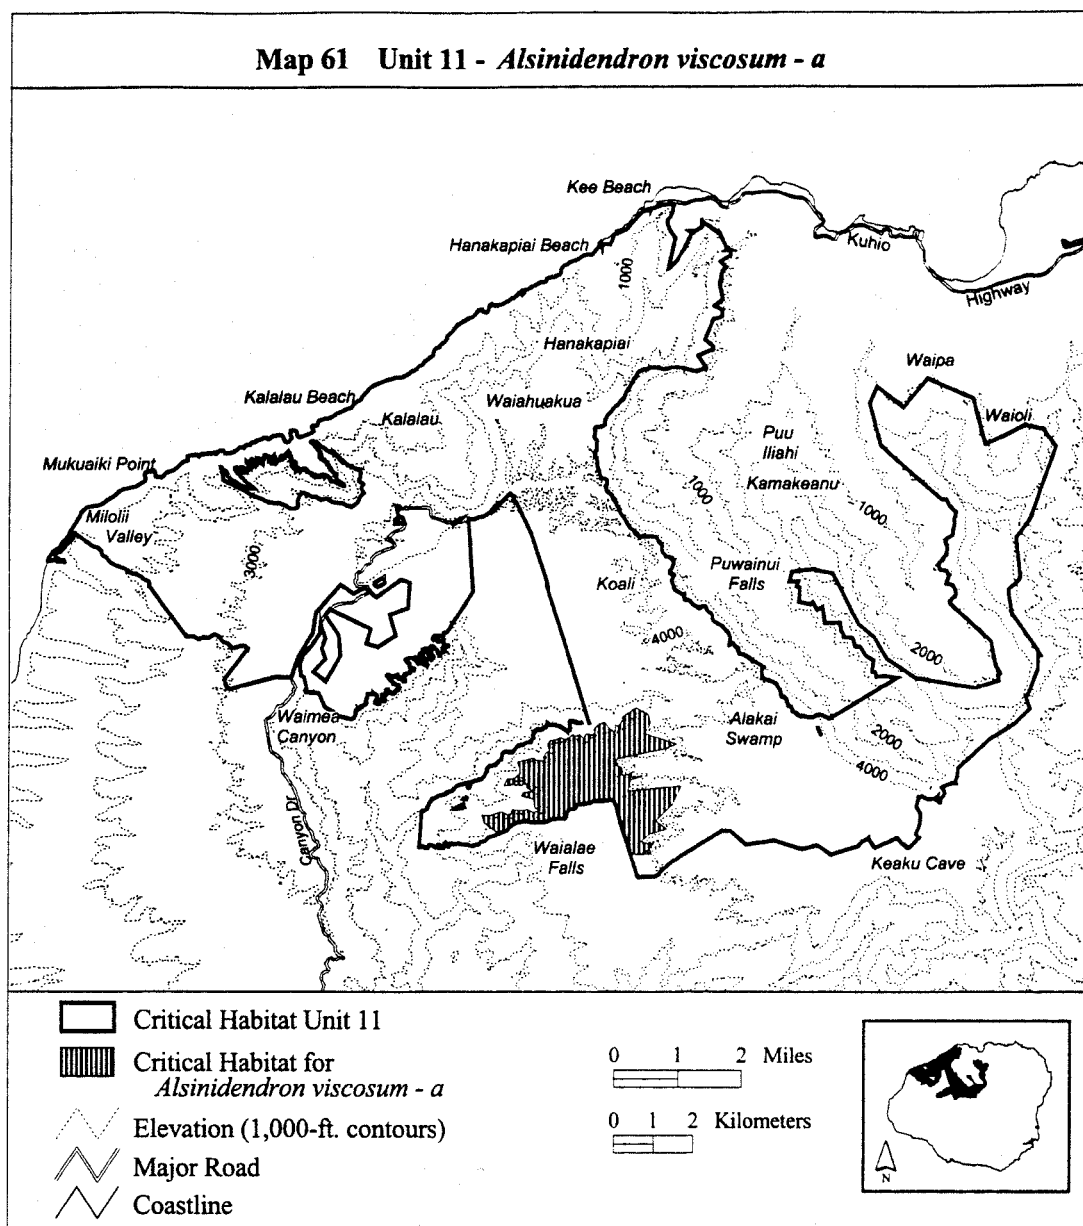 Map 61 Unit 11 - Alsinidendron viscosum - a
Kee Beach
Hanakapiai Beach
Kuhio
Highway
1000
Hanakapiai
Waipa
Kalalau Beach
Waiahuakua
Kalalau
Waioli
Puu
Iliahi
Mukuaiki Point
Kamakeanu
1000
1000
Milolii
Valley
3000
Puwainui
Falls
Koali
4000
2000
Waimea
Canyon
Alakai
Swamp
2000
4000
Canyon Dr
Waialae
Falls
Keaku Cave
Critical Habitat Unit 11
Critical Habitat for
Alsinidendron viscosum - a
Elevation (1,000-ft. contours)
Major Road
Coastline
0 1 2 Miles
0 1 2 Kilometers
N